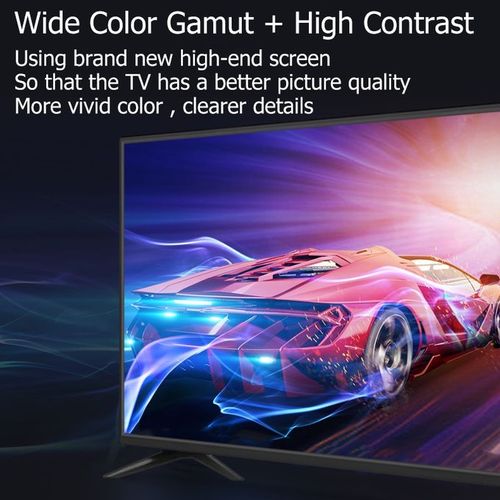 Wide Color Gamut + High Contrast
Using brand new high-end screen
So that the TV has a better picture quality
More vivid color , clearer details